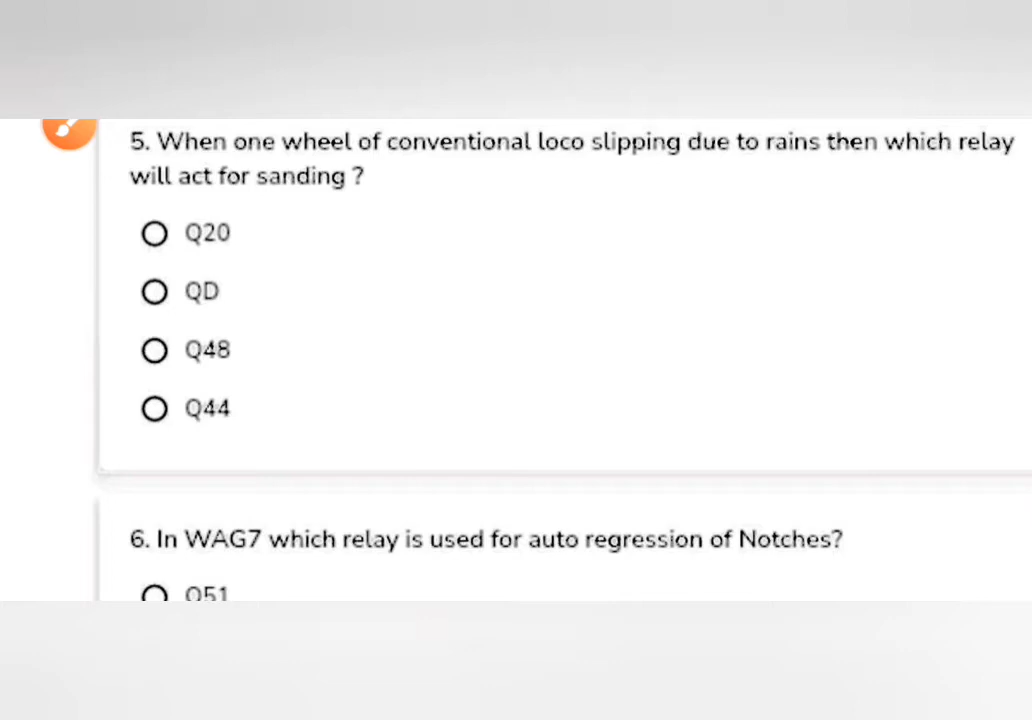 5. When one wheel of conventional loco slipping due to rains then which relay
will act for sanding ?
Q20
QD
Q48
Q44
6. In WAG7 which relay is used for auto regression of Notches?
Q51